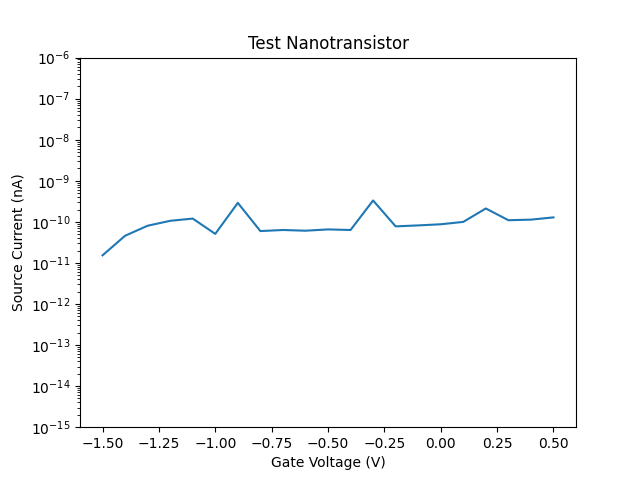 Test Nanotransistor
Source Current (nA)
10⁻⁶
10⁻⁷
10⁻⁸
10⁻⁹
10⁻¹⁰
10⁻¹¹
10⁻¹²
10⁻¹³
10⁻¹⁴
10⁻¹⁵
−1.50 −1.25 −1.00 −0.75 −0.50 −0.25 0.00 0.25 0.50
Gate Voltage (V)